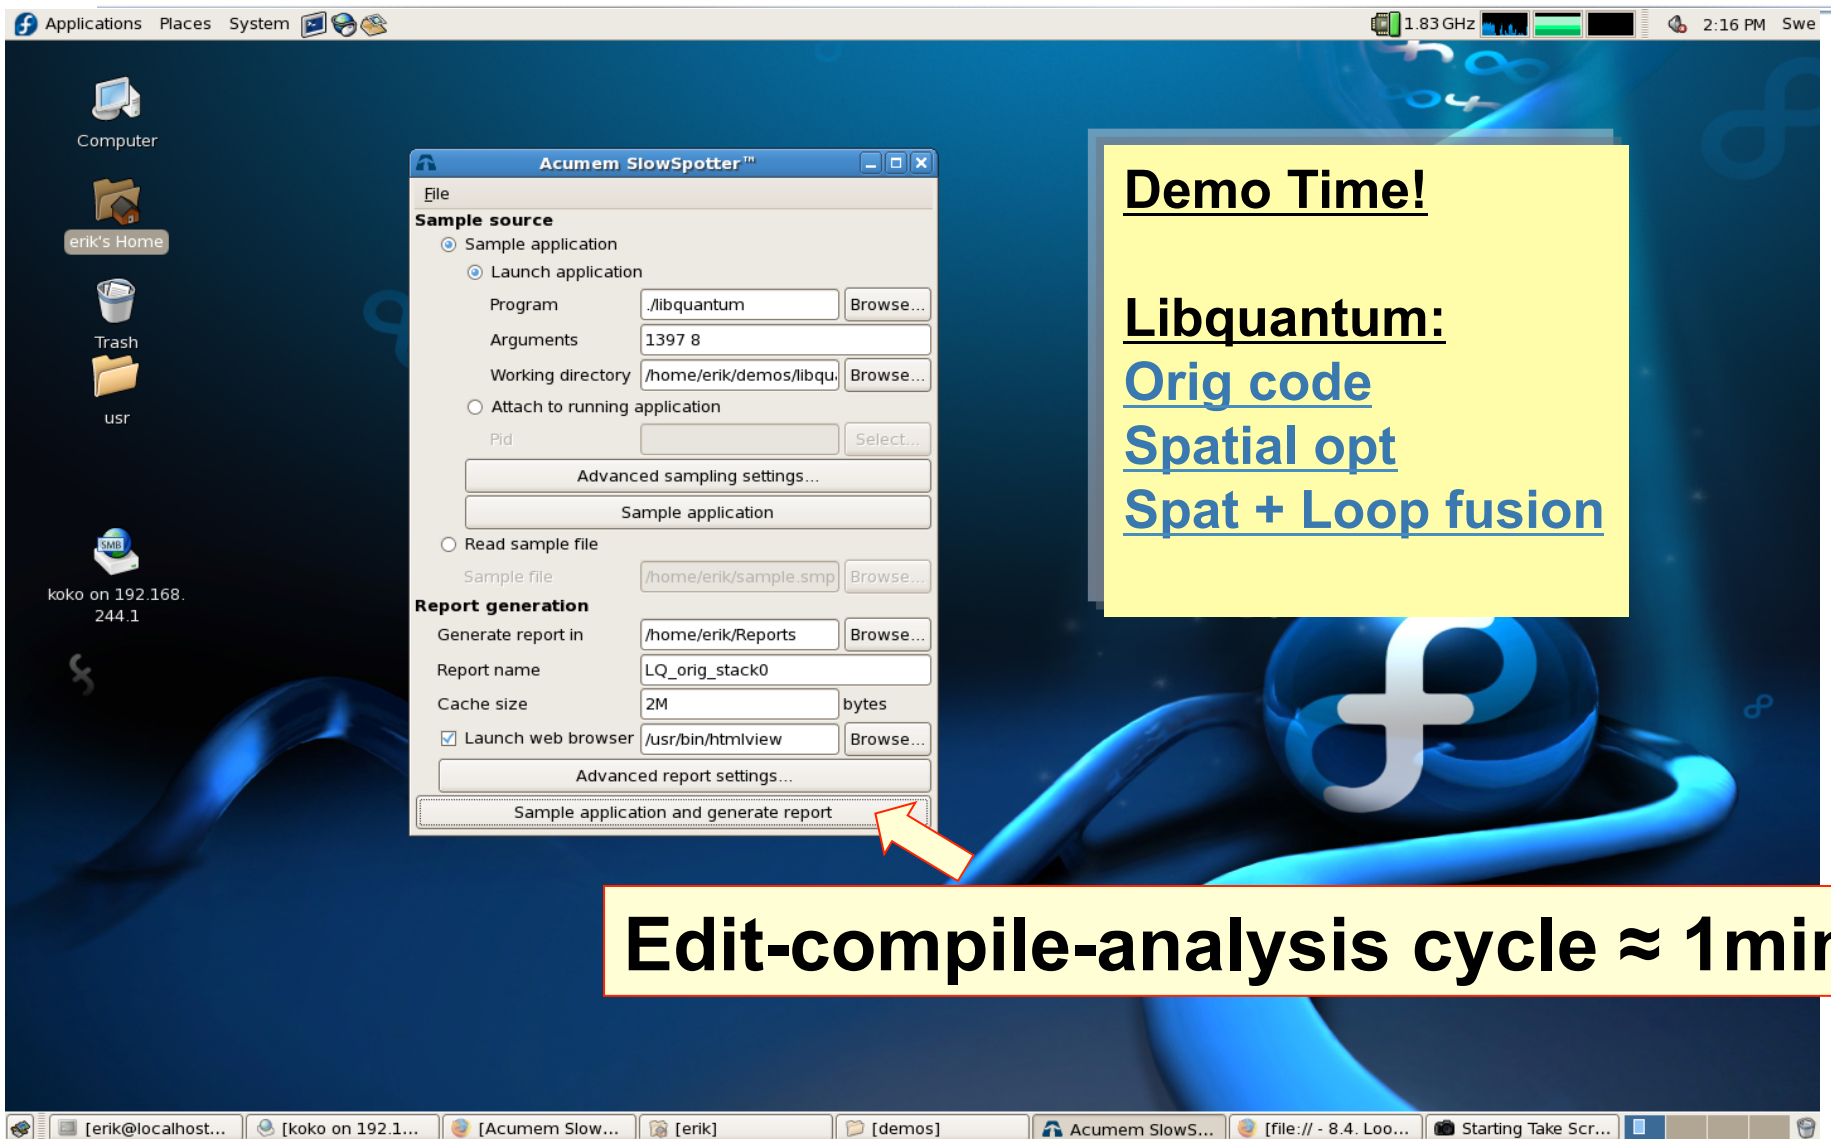 Applications Places System
1.83 GHz
2:16 PM Swe
Computer
erik's Home
Trash
usr
SMB
koko on 192.168.
244.1
Acumem SlowSpotter™
File
Sample source
Sample application
Launch application
Program ./libquantum Browse...
Arguments 1397 8
Working directory /home/erik/demos/libqu Browse...
Attach to running application
Pid Select...
Advanced sampling settings...
Sample application
Read sample file
Sample file /home/erik/sample.smp Browse...
Report generation
Generate report in /home/erik/Reports Browse...
Report name LQ_orig_stack0
Cache size 2M bytes
Launch web browser /usr/bin/htmlview Browse...
Advanced report settings...
Sample application and generate report
Demo Time!
Libquantum:
Orig code
Spatial opt
Spat + Loop fusion
Edit-compile-analysis cycle ≈ 1min
[erik@localhost... [koko on 192.1... [Acumem Slow... [erik] [demos] Acumem SlowS... [file:// - 8.4. Loo... Starting Take Scr...